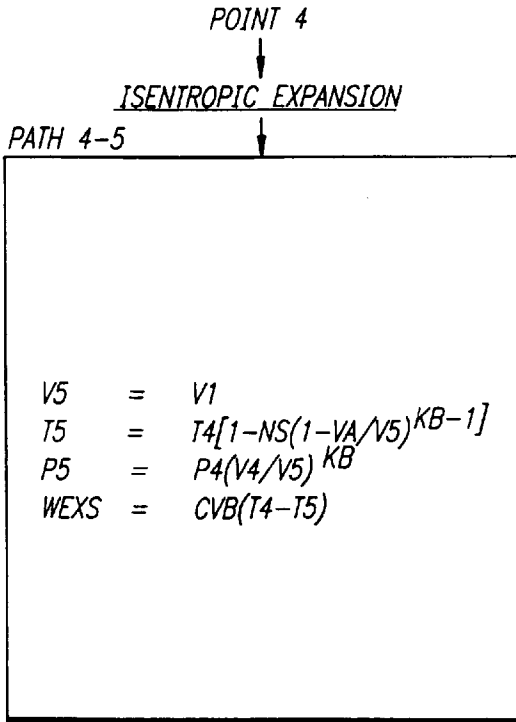 POINT 4
ISENTROPIC EXPANSION
PATH 4-5
V5 = V1
T5 = T4[1-NS(1-VA/V5)^KB-1]
P5 = P4(V4/V5)^KB
WEXS = CVB(T4-T5)